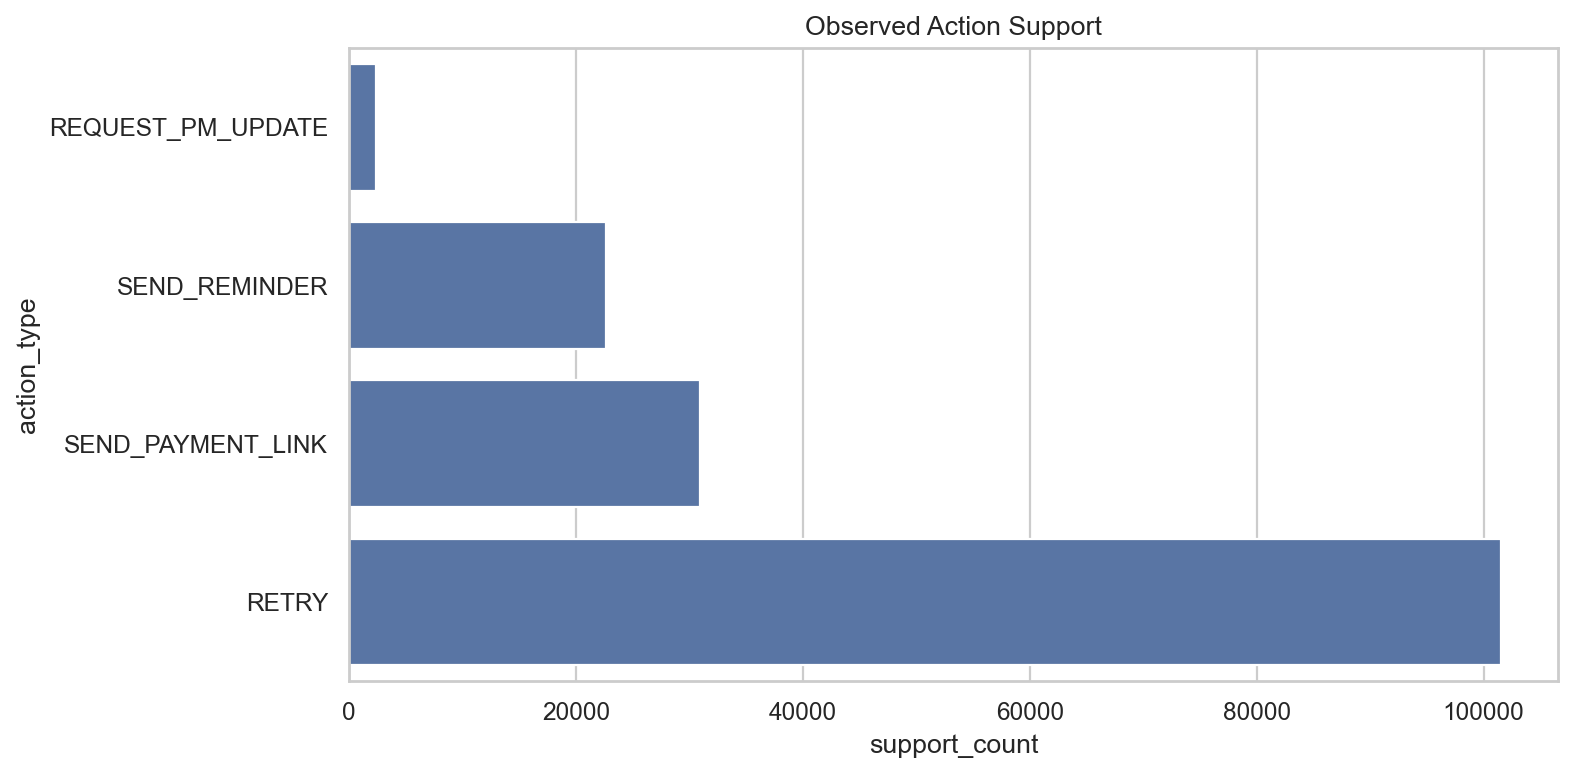 Observed Action Support
REQUEST_PM_UPDATE
SEND_REMINDER
SEND_PAYMENT_LINK
RETRY
action_type
0 20000 40000 60000 80000 100000
support_count